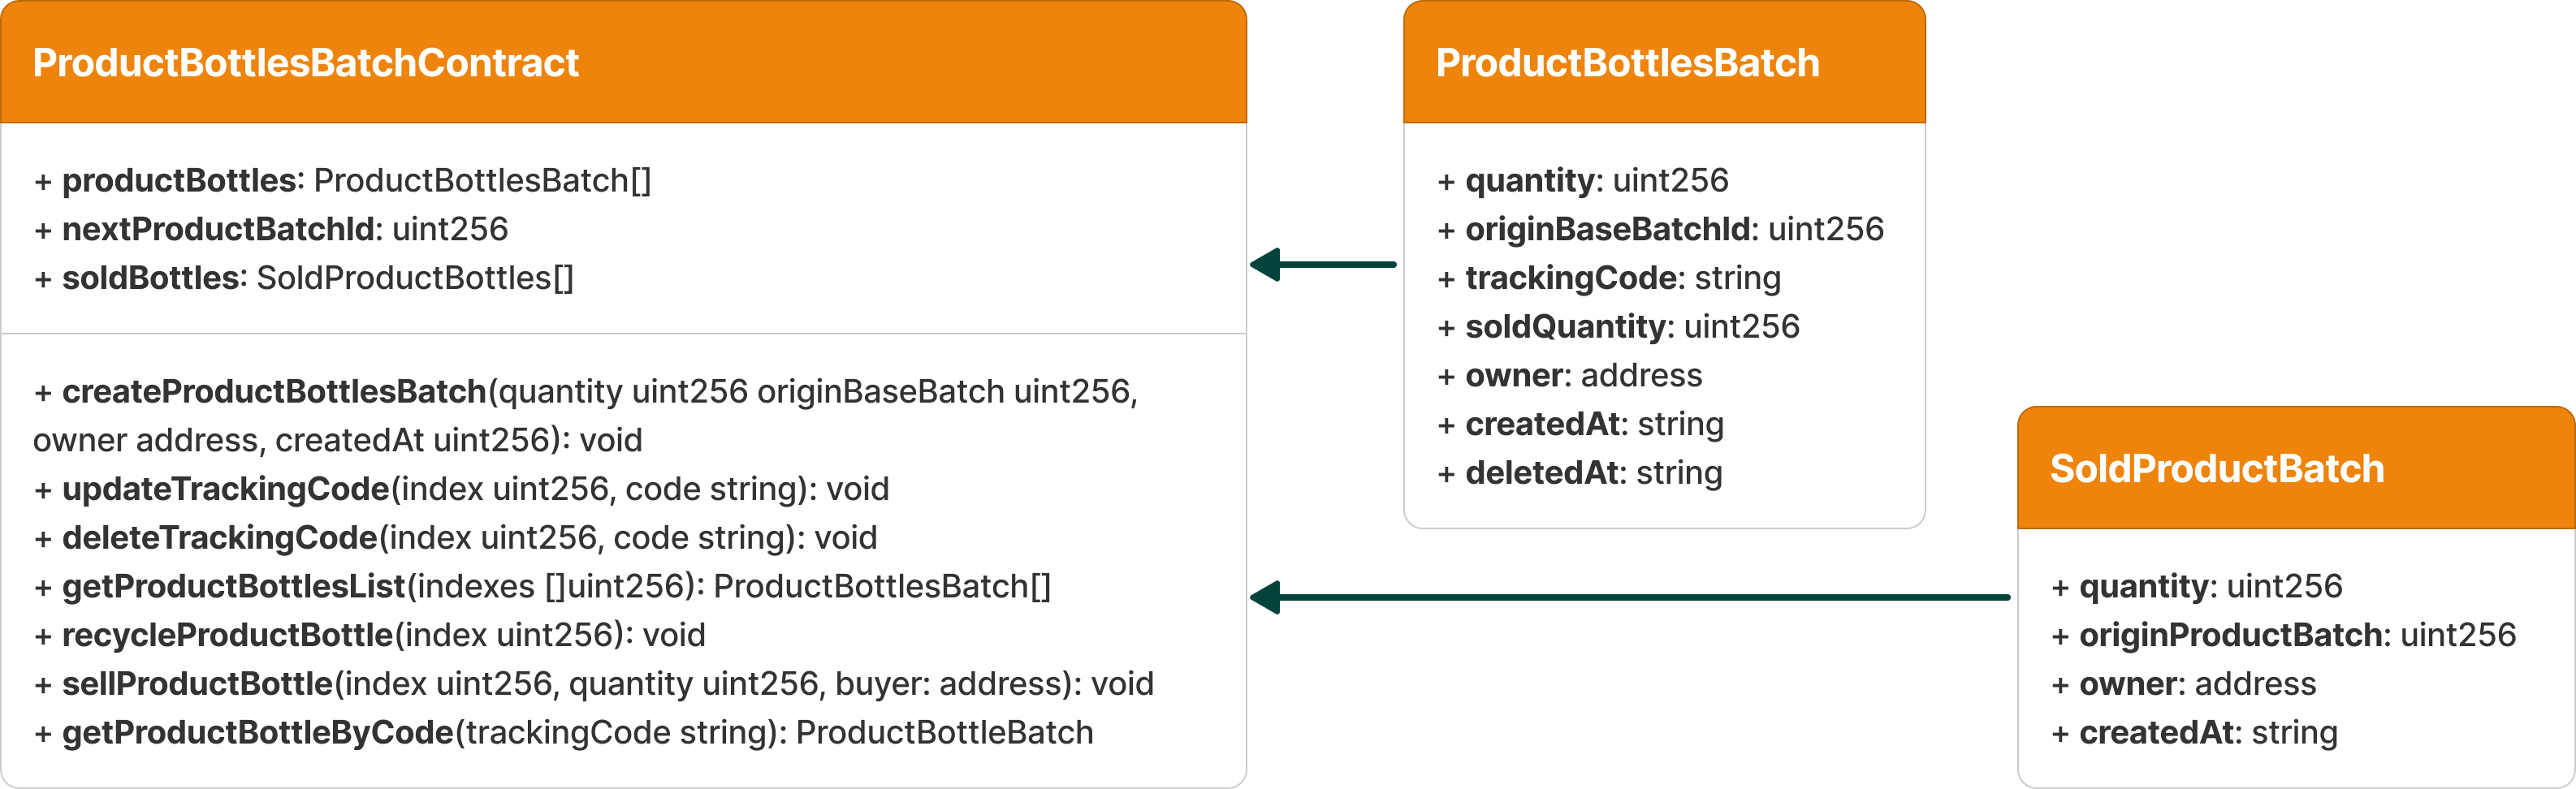 ProductBottlesBatchContract
+ productBottles: ProductBottlesBatch[]
+ nextProductBatchId: uint256
+ soldBottles: SoldProductBottles[]
+ createProductBottlesBatch(quantity uint256 originBaseBatch uint256,
owner address, createdAt uint256): void
+ updateTrackingCode(index uint256, code string): void
+ deleteTrackingCode(index uint256, code string): void
+ getProductBottlesList(indexes []uint256): ProductBottlesBatch[]
+ recycleProductBottle(index uint256): void
+ sellProductBottle(index uint256, quantity uint256, buyer: address): void
+ getProductBottleByCode(trackingCode string): ProductBottleBatch
ProductBottlesBatch
+ quantity: uint256
+ originBaseBatchId: uint256
+ trackingCode: string
+ soldQuantity: uint256
+ owner: address
+ createdAt: string
+ deletedAt: string
SoldProductBatch
+ quantity: uint256
+ originProductBatch: uint256
+ owner: address
+ createdAt: string